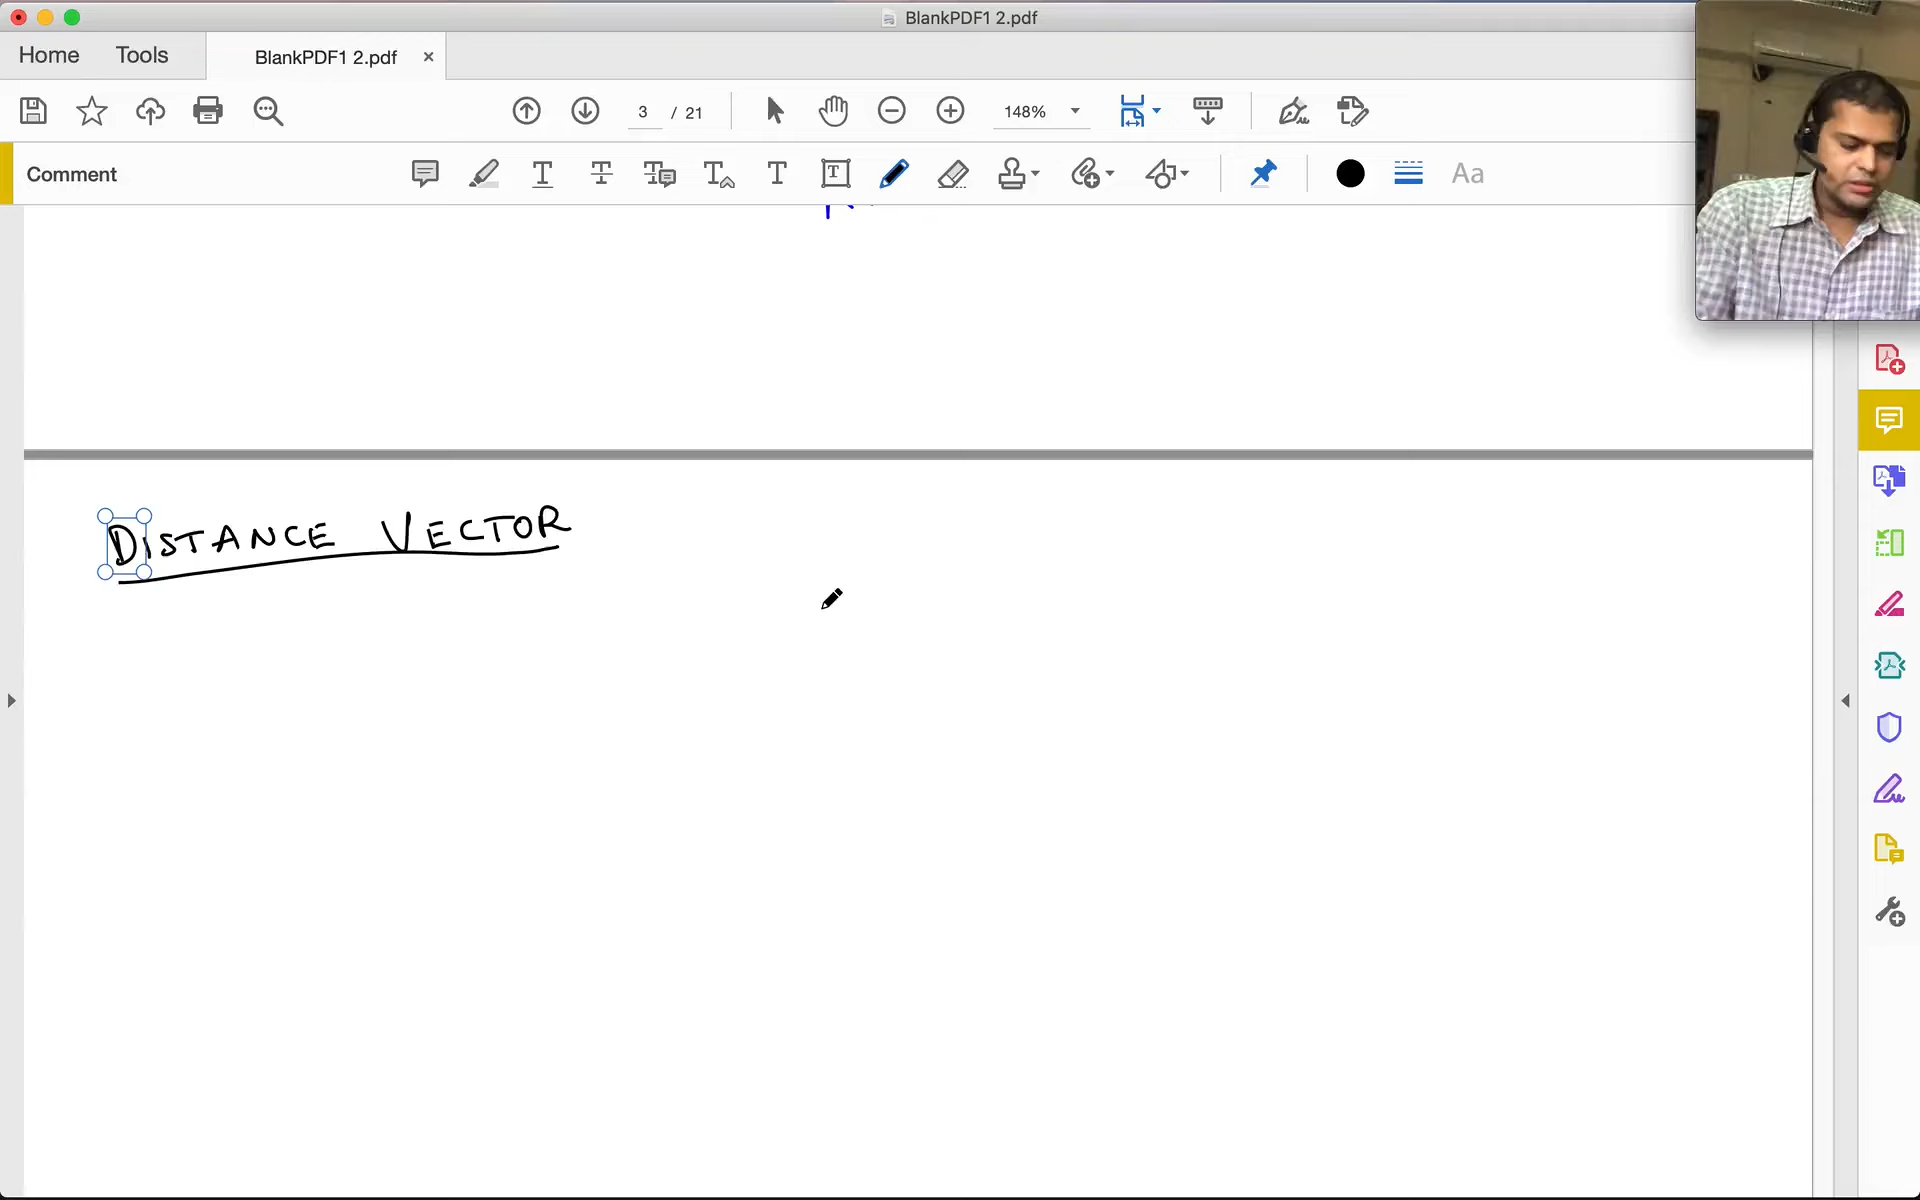 BlankPDF1 2.pdf
Home Tools BlankPDF1 2.pdf ×
3 / 21 148%
Comment Aa
DISTANCE VECTOR